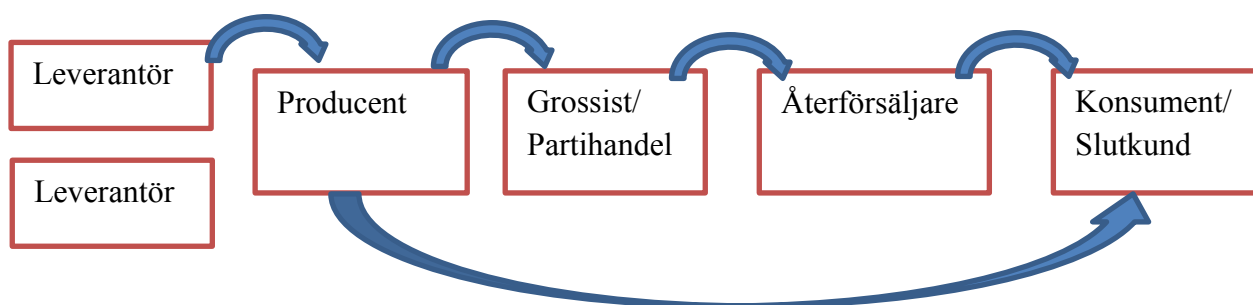 Leverantör
Leverantör
Producent
Grossist/
Partihandel
Återförsäljare
Konsument/
Slutkund